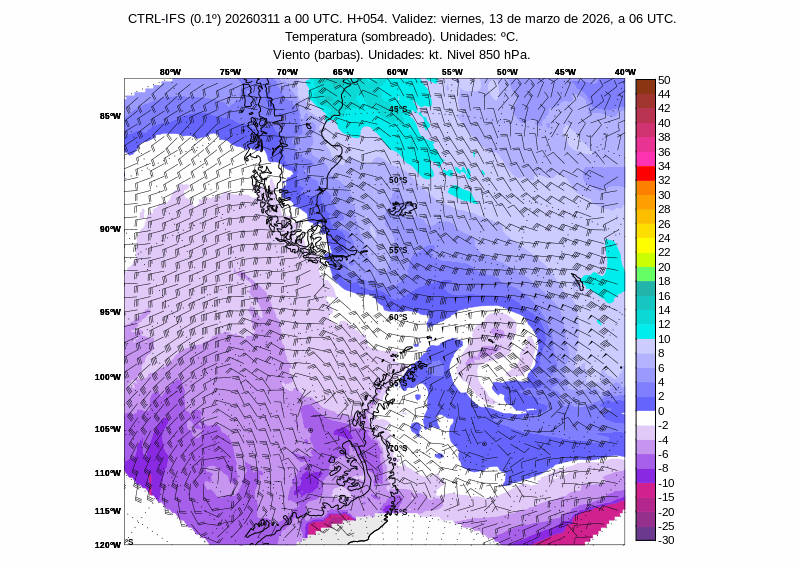 CTRL-IFS (0.1º) 20260311 a 00 UTC. H+054. Validez: viernes, 13 de marzo de 2026, a 06 UTC.
Temperatura (sombreado). Unidades: ºC.
Viento (barbas). Unidades: kt. Nivel 850 hPa.
80°W 75°W 70°W 65°W 60°W 55°W 50°W 45°W 40°W
50
44
42
45°S
85°W
40
38
36
34
50°S
32
30
28
26
90°W
24
55°S
22
20
18
16
95°W
60°S
14
12
10
8
6
100°W
65°S
4
2
0
105°W
-2
-4
70°S
-6
110°W
-8
-10
-15
115°W
75°S
-20
-25
120°W
°S
-30